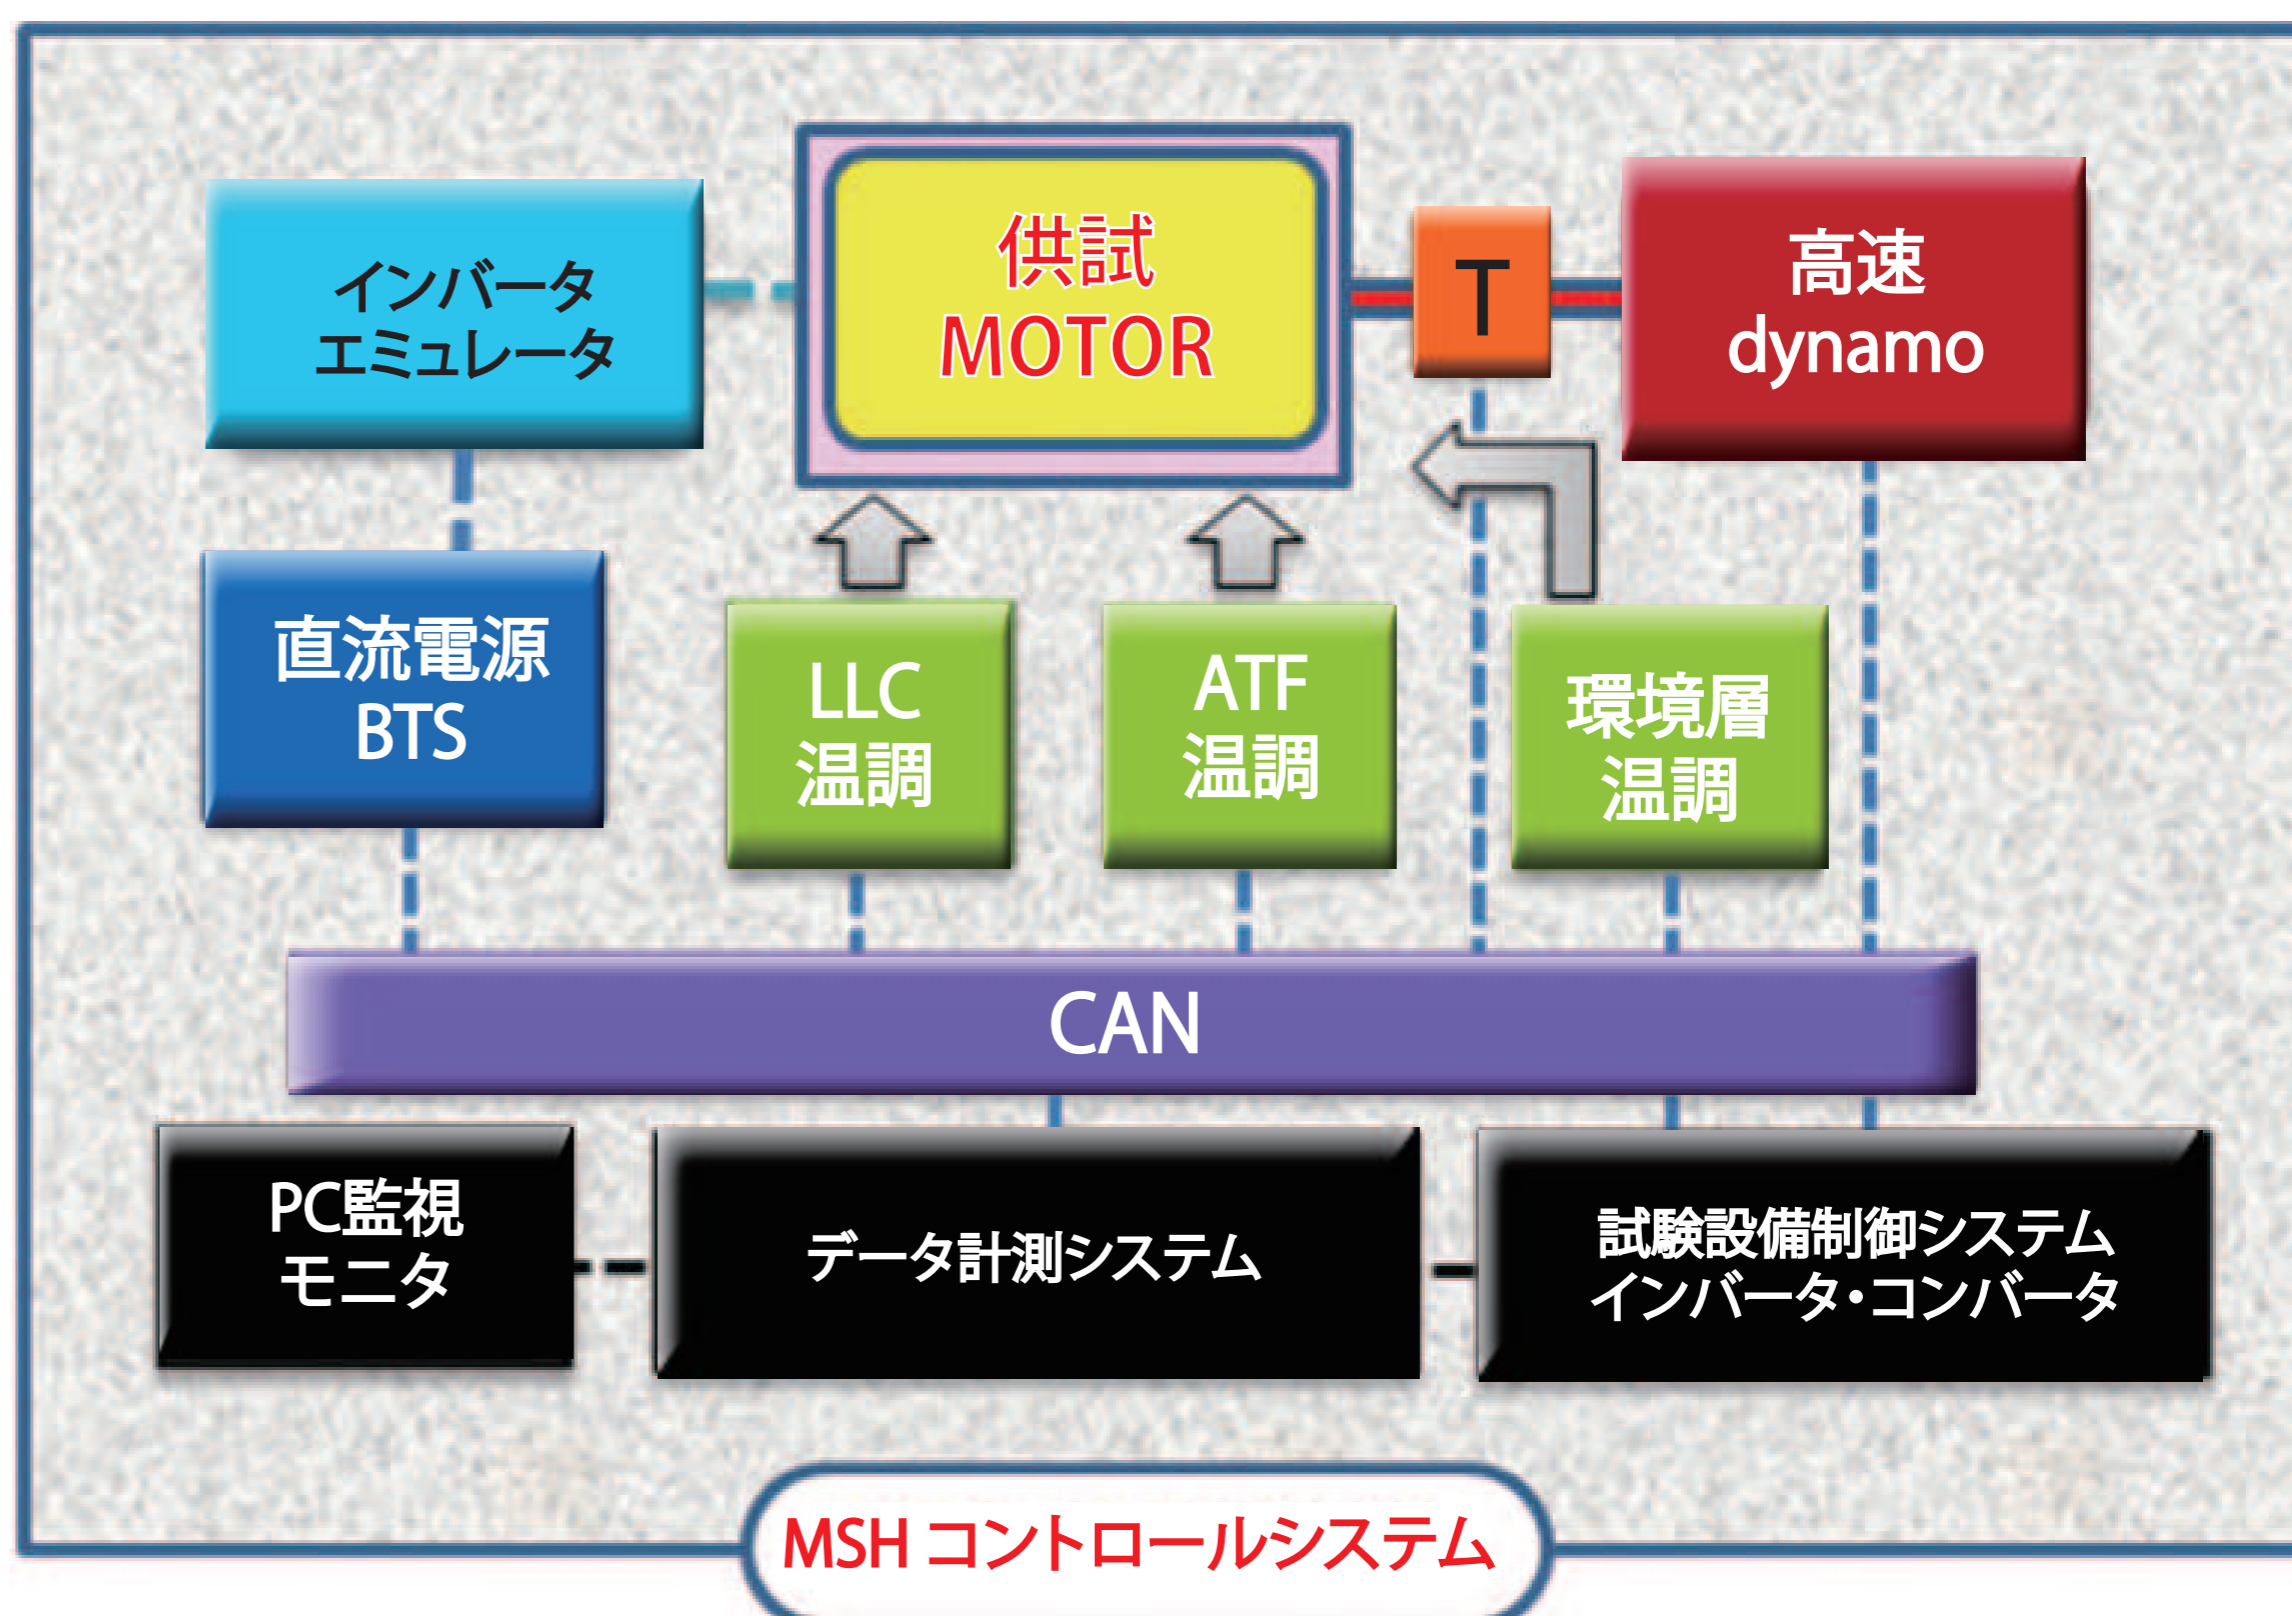 インバータ
エミュレータ
供試
MOTOR
T
高速
dynamo
直流電源
BTS
LLC
温調
ATF
温調
環境層
温調
CAN
PC監視
モニタ
データ計測システム
試験設備制御システム
インバータ・コンバータ
MSH コントロールシステム